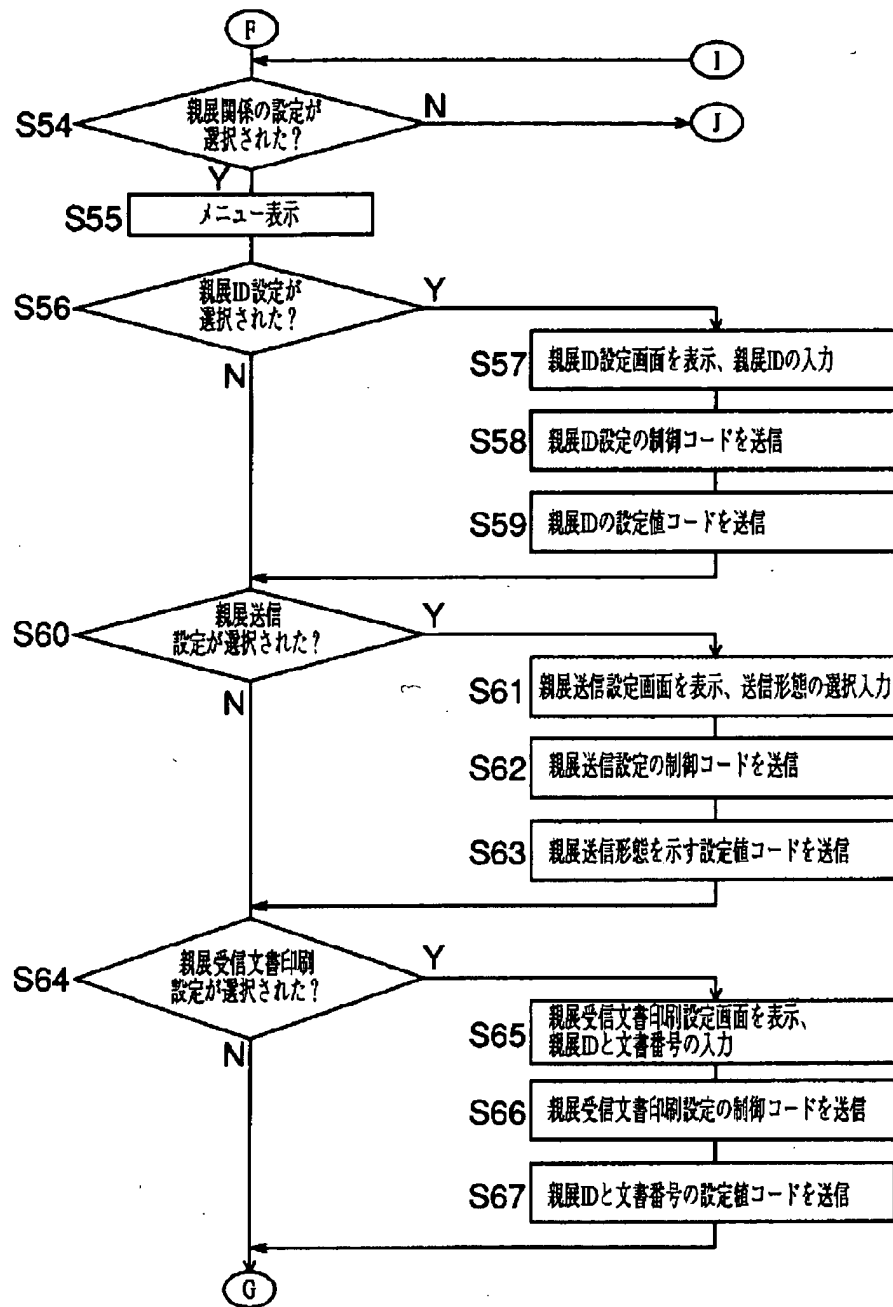 F
I
S54
親展関係の設定が
選択された？
N
J
Y
S55
メニュー表示
S56
親展ID設定が
選択された？
Y
N
S57
親展ID設定画面を表示、親展IDの入力
S58
親展ID設定の制御コードを送信
S59
親展IDの設定値コードを送信
S60
親展送信
設定が選択された？
Y
N
S61
親展送信設定画面を表示、送信形態の選択入力
S62
親展送信設定の制御コードを送信
S63
親展送信形態を示す設定値コードを送信
S64
親展受信文書印刷
設定が選択された？
Y
N
S65
親展受信文書印刷設定画面を表示、
親展IDと文書番号の入力
S66
親展受信文書印刷設定の制御コードを送信
S67
親展IDと文書番号の設定値コードを送信
G